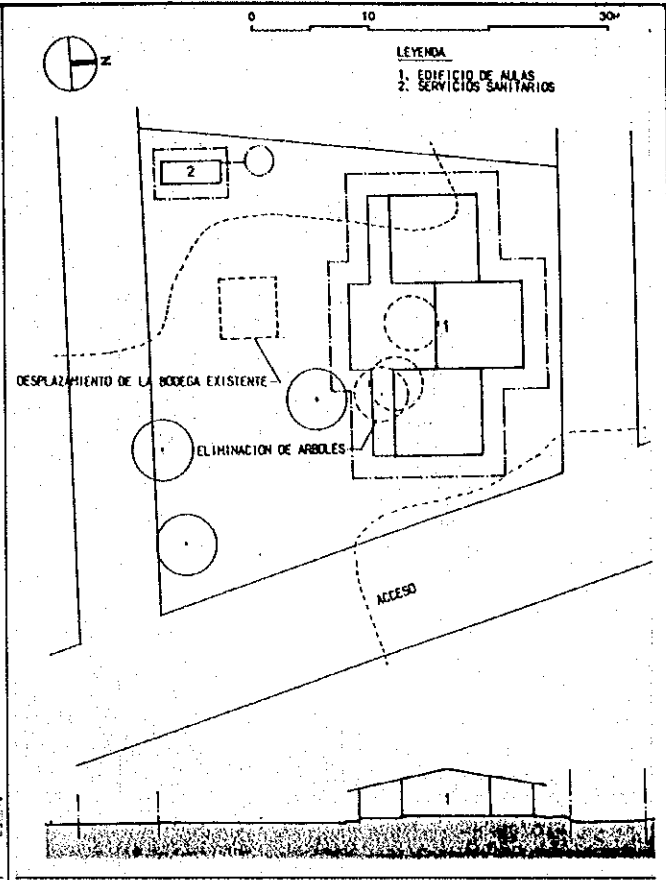 0 10 30M
N
LEYENDA
1. EDIFICIO DE AULAS
2. SERVICIOS SANITARIOS
2
1
DESPLAZAMIENTO DE LA BODEGA EXISTENTE
ELIMINACION DE ARBOLES
ACCESO
1